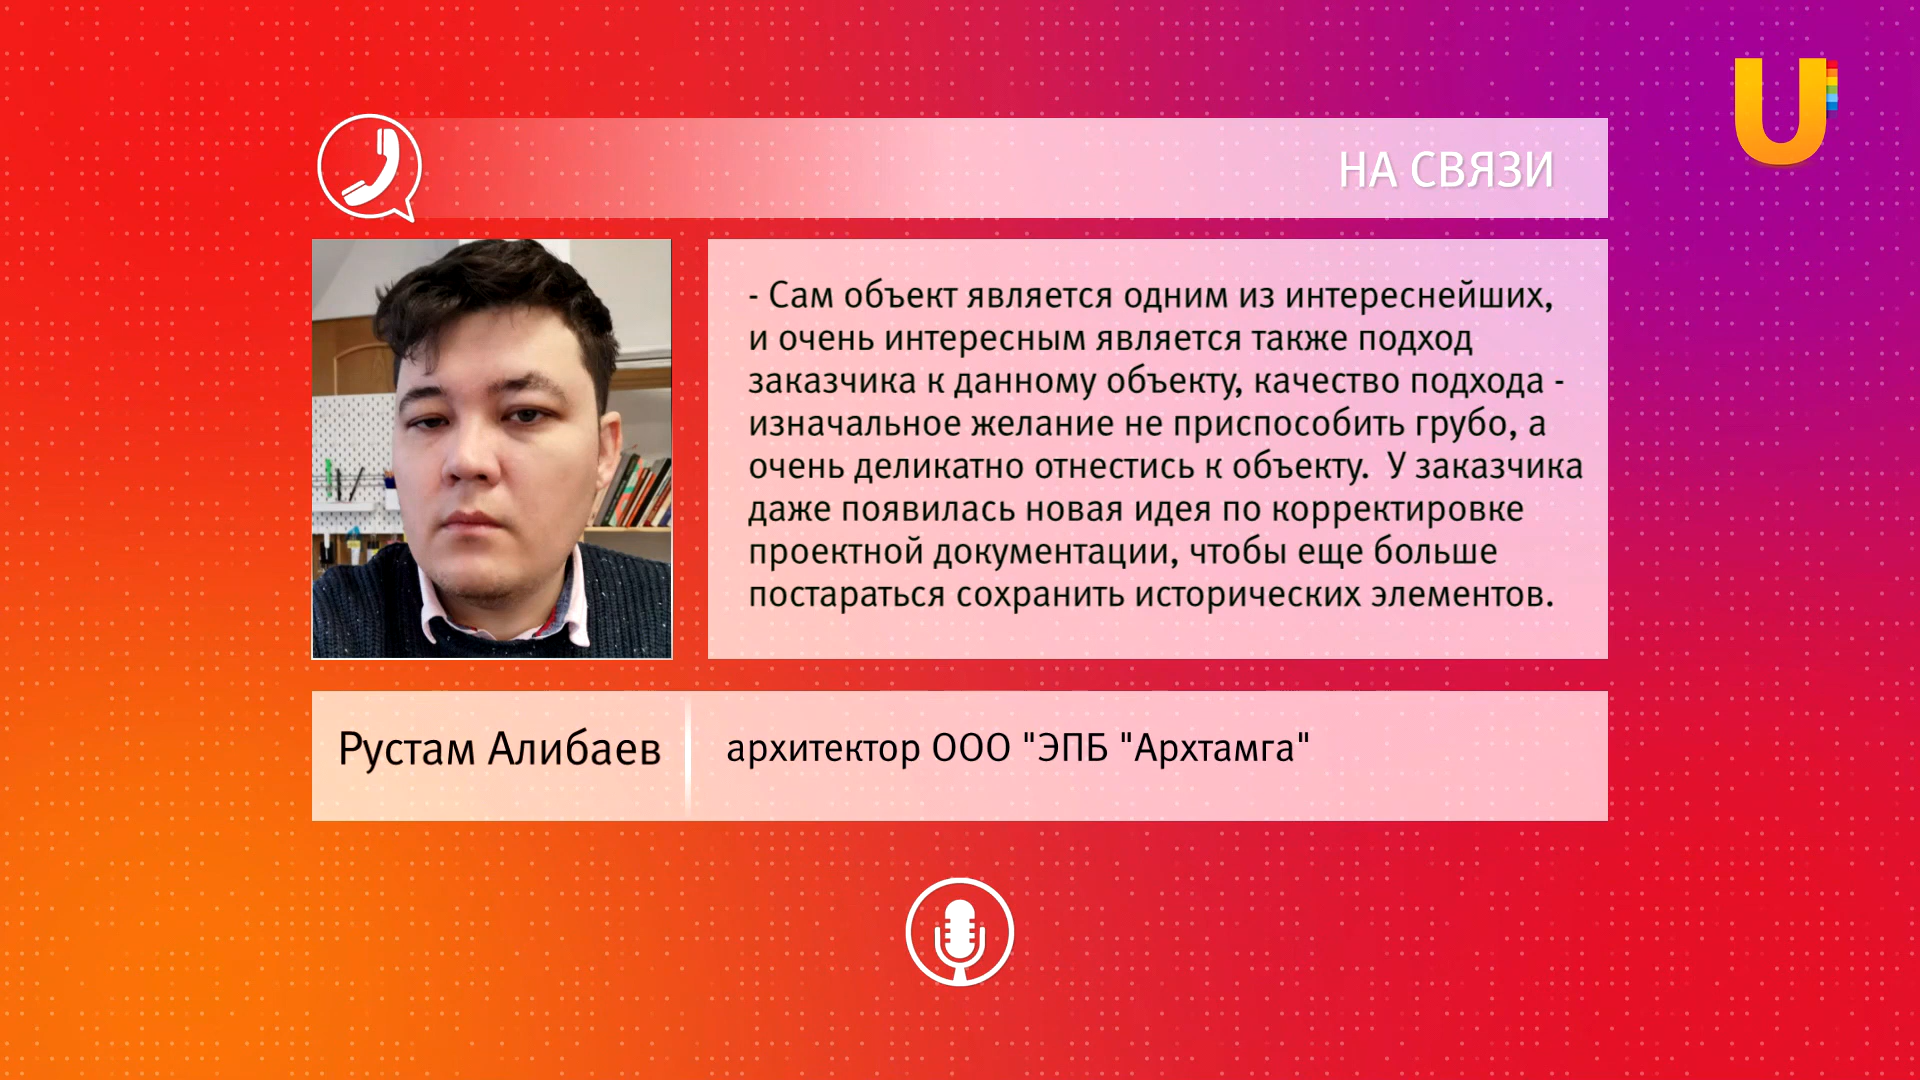 U
НА СВЯЗИ
- Сам объект является одним из интереснейших,
и очень интересным является также подход
заказчика к данному объекту, качество подхода -
изначальное желание не приспособить грубо, а
очень деликатно отнестись к объекту.  У заказчика
даже появилась новая идея по корректировке
проектной документации, чтобы еще больше
постараться сохранить исторических элементов.
Рустам Алибаев
архитектор ООО "ЭПБ "Архтамга"